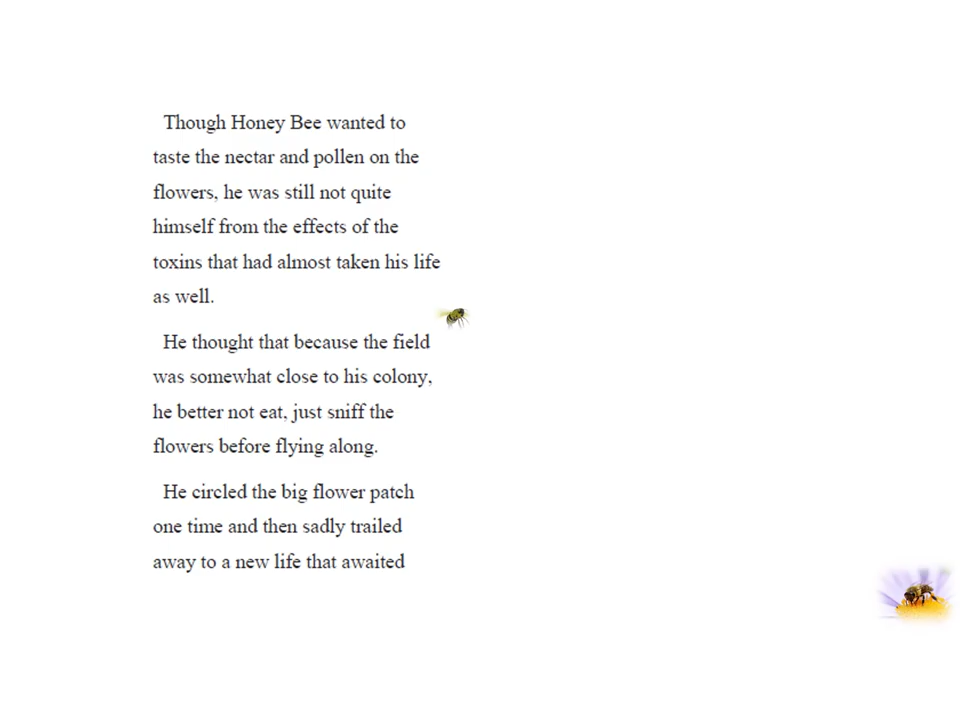 Though Honey Bee wanted to
taste the nectar and pollen on the
flowers, he was still not quite
himself from the effects of the
toxins that had almost taken his life
as well.
He thought that because the field
was somewhat close to his colony,
he better not eat, just sniff the
flowers before flying along.
He circled the big flower patch
one time and then sadly trailed
away to a new life that awaited